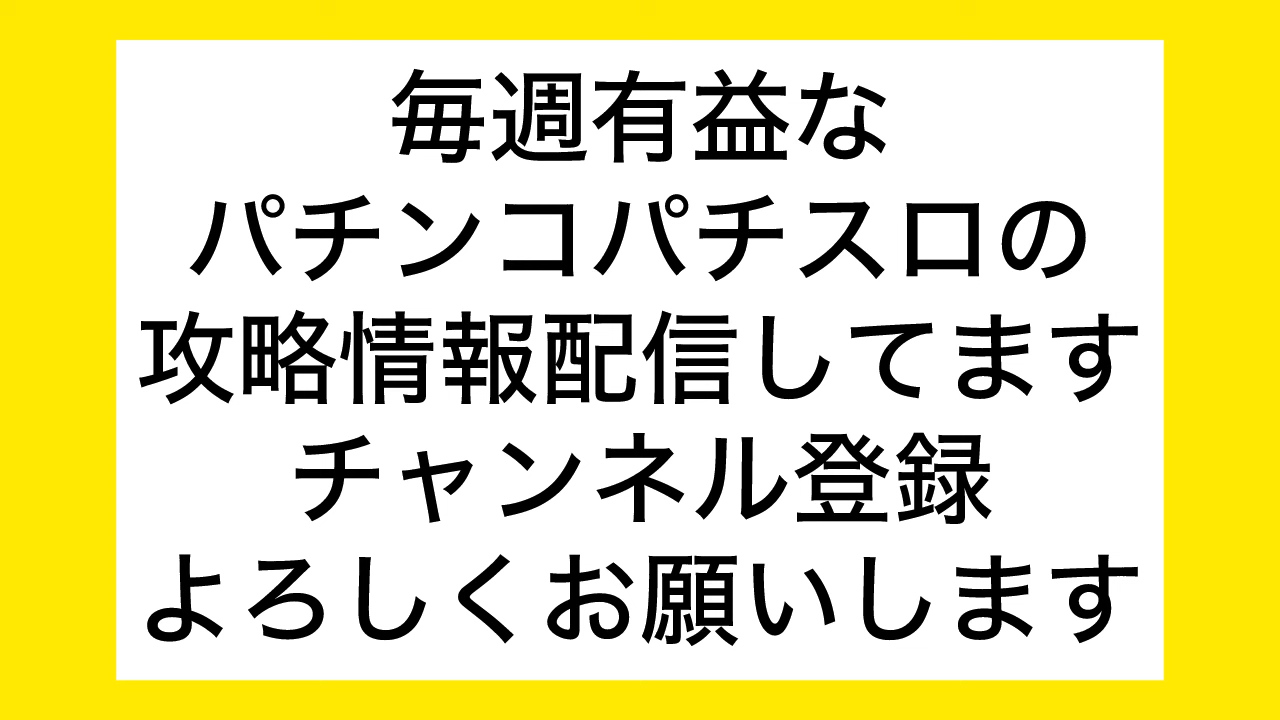 毎週有益な
パチンコパチスロの
攻略情報配信してます
チャンネル登録
よろしくお願いします